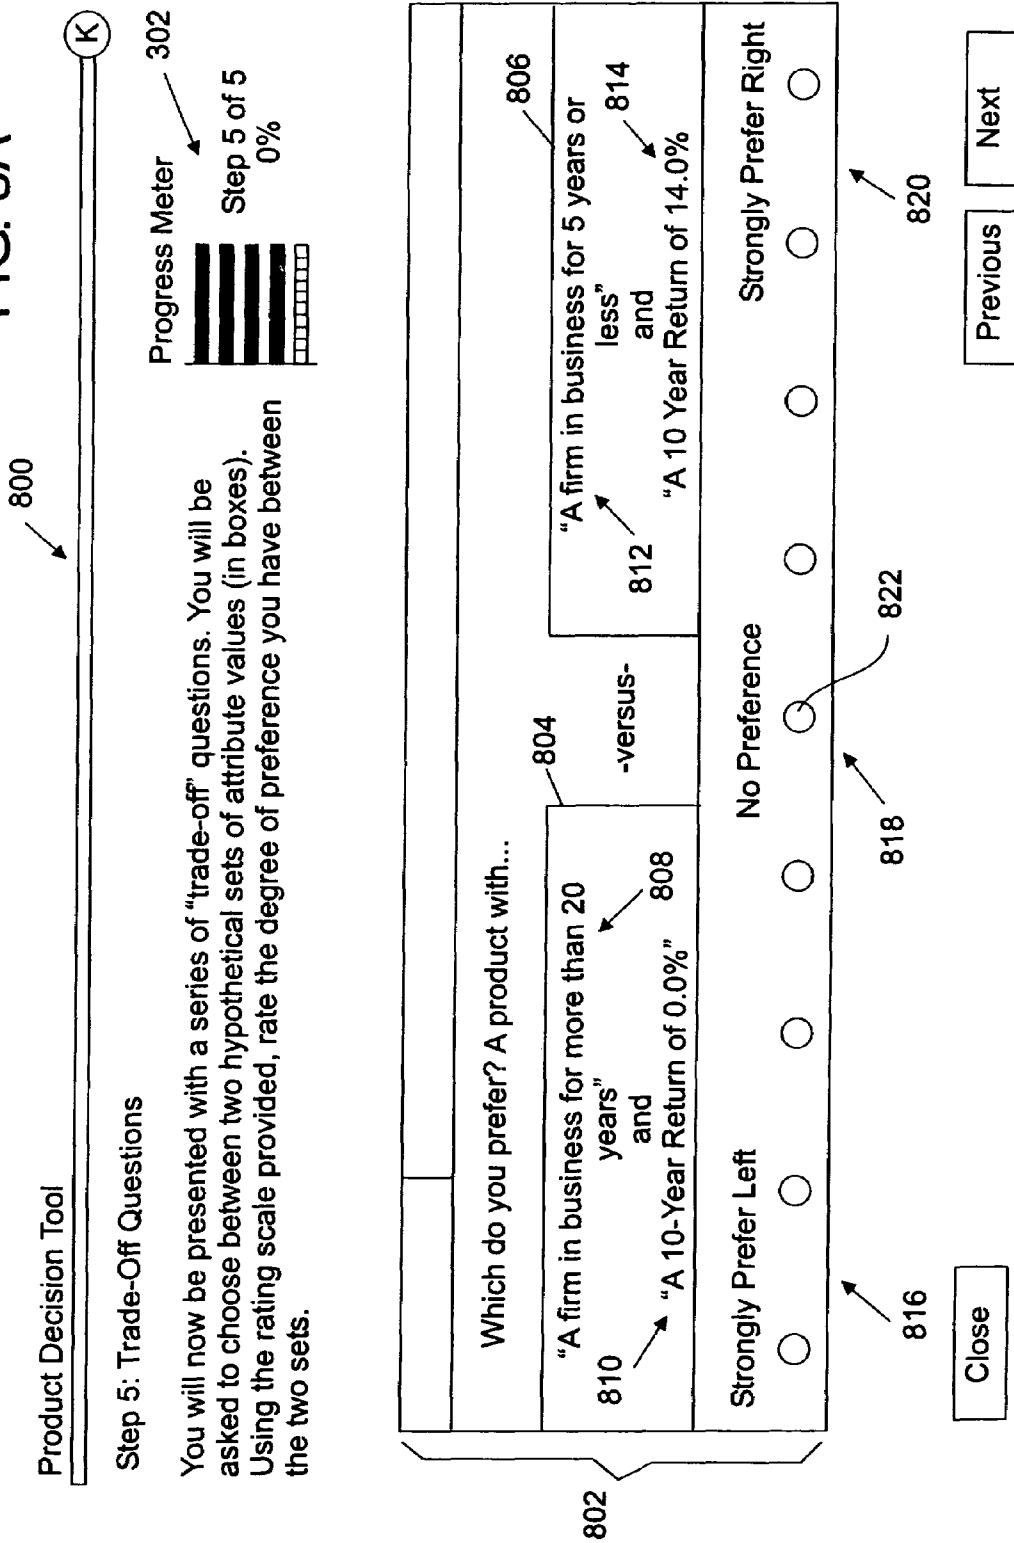 800
Product Decision Tool
K
Step 5: Trade-Off Questions
Progress Meter
302
Step 5 of 5
0%
You will now be presented with a series of "trade-off" questions. You will be
asked to choose between two hypothetical sets of attribute values (in boxes).
Using the rating scale provided, rate the degree of preference you have between
the two sets.
802
Which do you prefer? A product with...
804
806
"A firm in business for more than 20
years"
and
"A 10-Year Return of 0.0%"
808
810
-versus-
"A firm in business for 5 years or
less"
and
"A 10 Year Return of 14.0%
812
814
Strongly Prefer Left
No Preference
Strongly Prefer Right
816
818
822
820
Close
Previous
Next